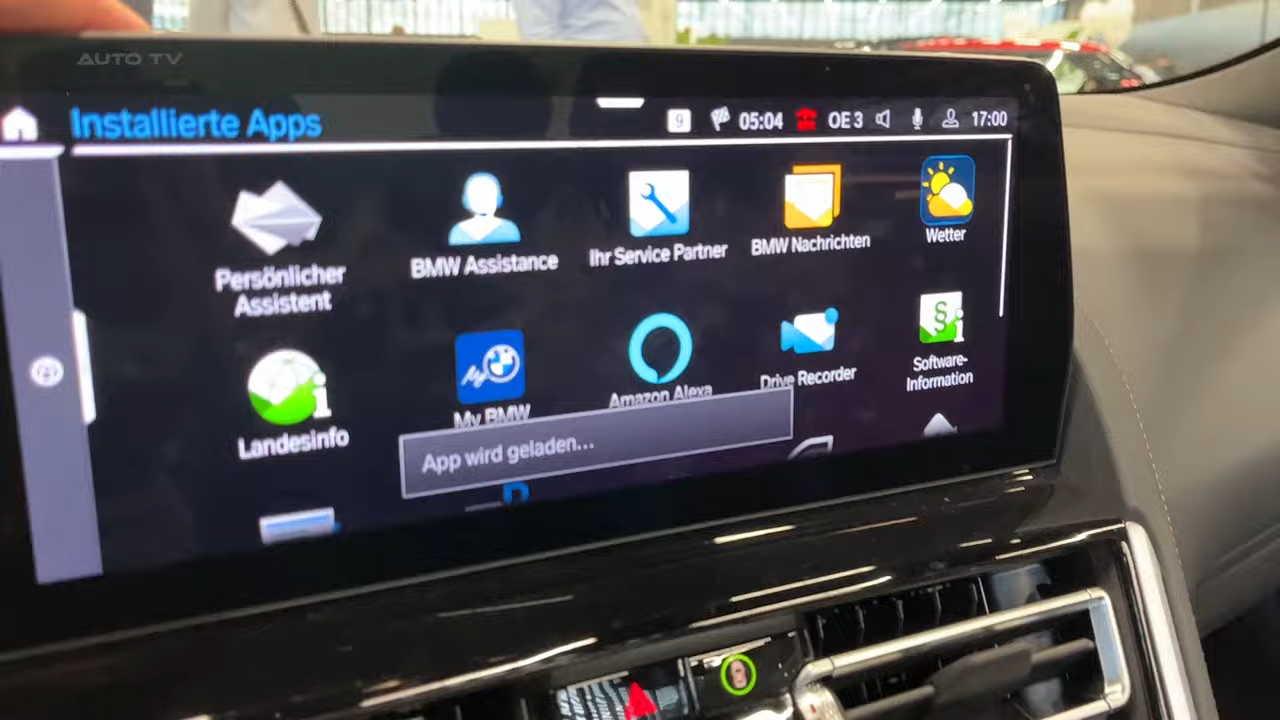 AUTO TV
Installierte Apps
9 05:04 OE 3 17:00
Persönlicher
Assistent
BMW Assistance
Ihr Service Partner
BMW Nachrichten
Wetter
Landesinfo
My BMW
Amazon Alexa
Drive Recorder
Software-
Information
App wird geladen...